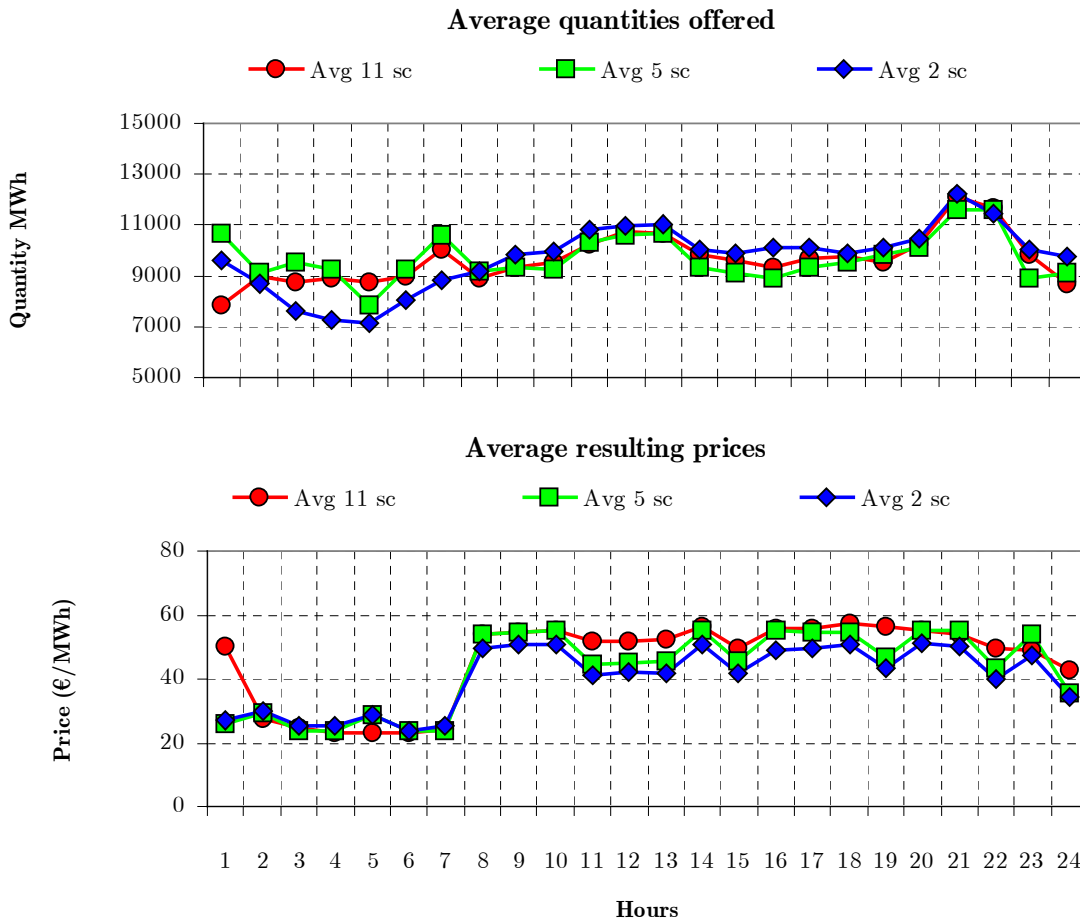 Average quantities offered
Avg 11 sc Avg 5 sc Avg 2 sc
15000
13000
11000
9000
7000
5000
Quantity MWh
Average resulting prices
Avg 11 sc Avg 5 sc Avg 2 sc
80
60
40
20
0
Price (€/MWh)
1 2 3 4 5 6 7 8 9 10 11 12 13 14 15 16 17 18 19 20 21 22 23 24
Hours